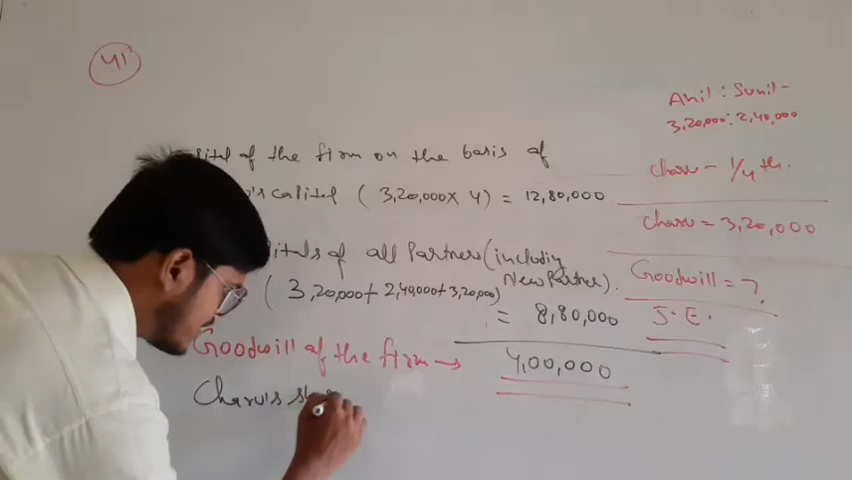 41
Anil : Sunil -
3,20,000 : 2,40,000
Charu - 1/4 th.
Charu = 3,20,000
Goodwill = ?
J. E.
of the firm on the basis of
capital ( 3,20,000 x 4 ) = 12,80,000
of all Partners (including
New Partner).
( 3,20,000 + 2,40,000 + 3,20,000)
= 8,80,000
Goodwill of the firm → 4,00,000
Charu's